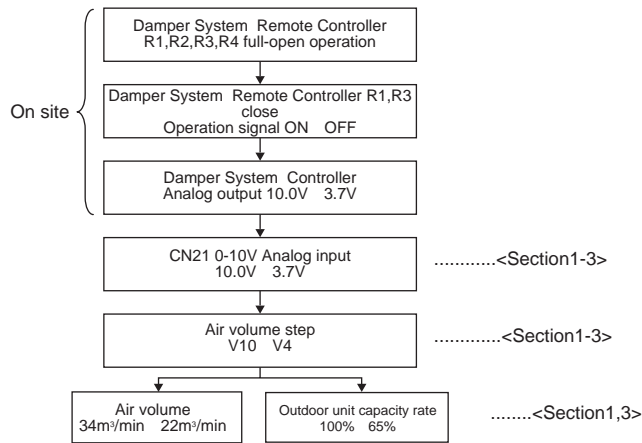 Damper System Remote Controller
R1,R2,R3,R4 full-open operation
On site
Damper System Remote Controller R1,R3
close
Operation signal ON OFF
Damper System Controller
Analog output 10.0V 3.7V
CN21 0-10V Analog input
10.0V 3.7V
............<Section1-3>
Air volume step
V10 V4
............<Section1-3>
Air volume
34m³/min 22m³/min
Outdoor unit capacity rate
100% 65%
........<Section1,3>